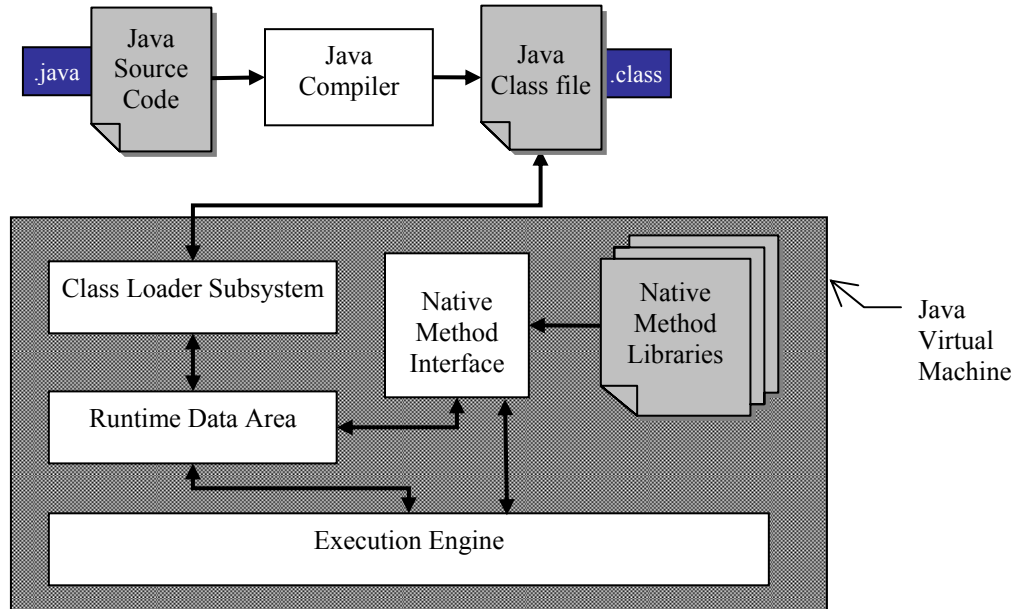 .java
Java
Source
Code
Java
Compiler
Java
Class file
.class
Class Loader Subsystem
Native
Method
Interface
Native
Method
Libraries
Java
Virtual
Machine
Runtime Data Area
Execution Engine